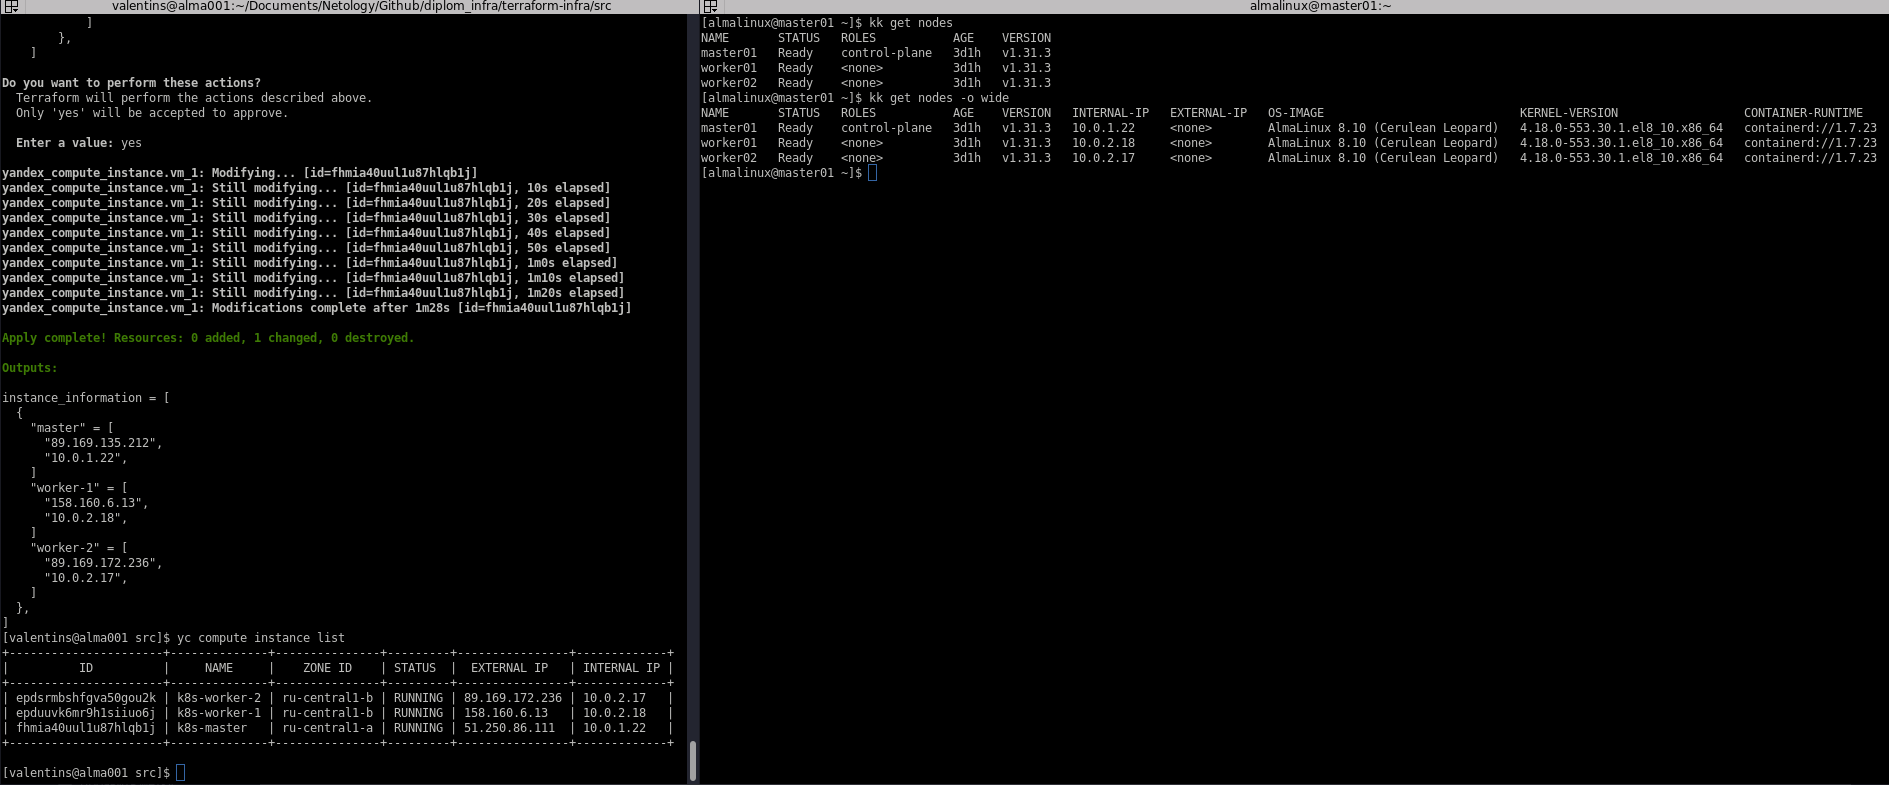 valentins@alma001:~/Documents/Netology/Github/diplom_infra/terraform-infra/src
            ]
        },
    ]

Do you want to perform these actions?
  Terraform will perform the actions described above.
  Only 'yes' will be accepted to approve.

  Enter a value: yes

yandex_compute_instance.vm_1: Modifying... [id=fhmia40uul1u87hlqb1j]
yandex_compute_instance.vm_1: Still modifying... [id=fhmia40uul1u87hlqb1j, 10s elapsed]
yandex_compute_instance.vm_1: Still modifying... [id=fhmia40uul1u87hlqb1j, 20s elapsed]
yandex_compute_instance.vm_1: Still modifying... [id=fhmia40uul1u87hlqb1j, 30s elapsed]
yandex_compute_instance.vm_1: Still modifying... [id=fhmia40uul1u87hlqb1j, 40s elapsed]
yandex_compute_instance.vm_1: Still modifying... [id=fhmia40uul1u87hlqb1j, 50s elapsed]
yandex_compute_instance.vm_1: Still modifying... [id=fhmia40uul1u87hlqb1j, 1m0s elapsed]
yandex_compute_instance.vm_1: Still modifying... [id=fhmia40uul1u87hlqb1j, 1m10s elapsed]
yandex_compute_instance.vm_1: Still modifying... [id=fhmia40uul1u87hlqb1j, 1m20s elapsed]
yandex_compute_instance.vm_1: Modifications complete after 1m28s [id=fhmia40uul1u87hlqb1j]

Apply complete! Resources: 0 added, 1 changed, 0 destroyed.

Outputs:

instance_information = [
  {
    "master" = [
      "89.169.135.212",
      "10.0.1.22",
    ]
    "worker-1" = [
      "158.160.6.13",
      "10.0.2.18",
    ]
    "worker-2" = [
      "89.169.172.236",
      "10.0.2.17",
    ]
  },
]
[valentins@alma001 src]$ yc compute instance list
+----------------------+--------------+---------------+---------+----------------+-------------+
|          ID          |     NAME     |    ZONE ID    | STATUS  |  EXTERNAL IP   | INTERNAL IP |
+----------------------+--------------+---------------+---------+----------------+-------------+
| epdsrmbshfgva50gou2k | k8s-worker-2 | ru-central1-b | RUNNING | 89.169.172.236 | 10.0.2.17   |
| epduuvk6mr9h1siiuo6j | k8s-worker-1 | ru-central1-b | RUNNING | 158.160.6.13   | 10.0.2.18   |
| fhmia40uul1u87hlqb1j | k8s-master   | ru-central1-a | RUNNING | 51.250.86.111  | 10.0.1.22   |
+----------------------+--------------+---------------+---------+----------------+-------------+

[valentins@alma001 src]$
almalinux@master01:~
[almalinux@master01 ~]$ kk get nodes
NAME       STATUS   ROLES           AGE    VERSION
master01   Ready    control-plane   3d1h   v1.31.3
worker01   Ready    <none>          3d1h   v1.31.3
worker02   Ready    <none>          3d1h   v1.31.3
[almalinux@master01 ~]$ kk get nodes -o wide
NAME       STATUS   ROLES           AGE    VERSION   INTERNAL-IP   EXTERNAL-IP   OS-IMAGE                           KERNEL-VERSION                 CONTAINER-RUNTIME
master01   Ready    control-plane   3d1h   v1.31.3   10.0.1.22     <none>        AlmaLinux 8.10 (Cerulean Leopard)   4.18.0-553.30.1.el8_10.x86_64   containerd://1.7.23
worker01   Ready    <none>          3d1h   v1.31.3   10.0.2.18     <none>        AlmaLinux 8.10 (Cerulean Leopard)   4.18.0-553.30.1.el8_10.x86_64   containerd://1.7.23
worker02   Ready    <none>          3d1h   v1.31.3   10.0.2.17     <none>        AlmaLinux 8.10 (Cerulean Leopard)   4.18.0-553.30.1.el8_10.x86_64   containerd://1.7.23
[almalinux@master01 ~]$